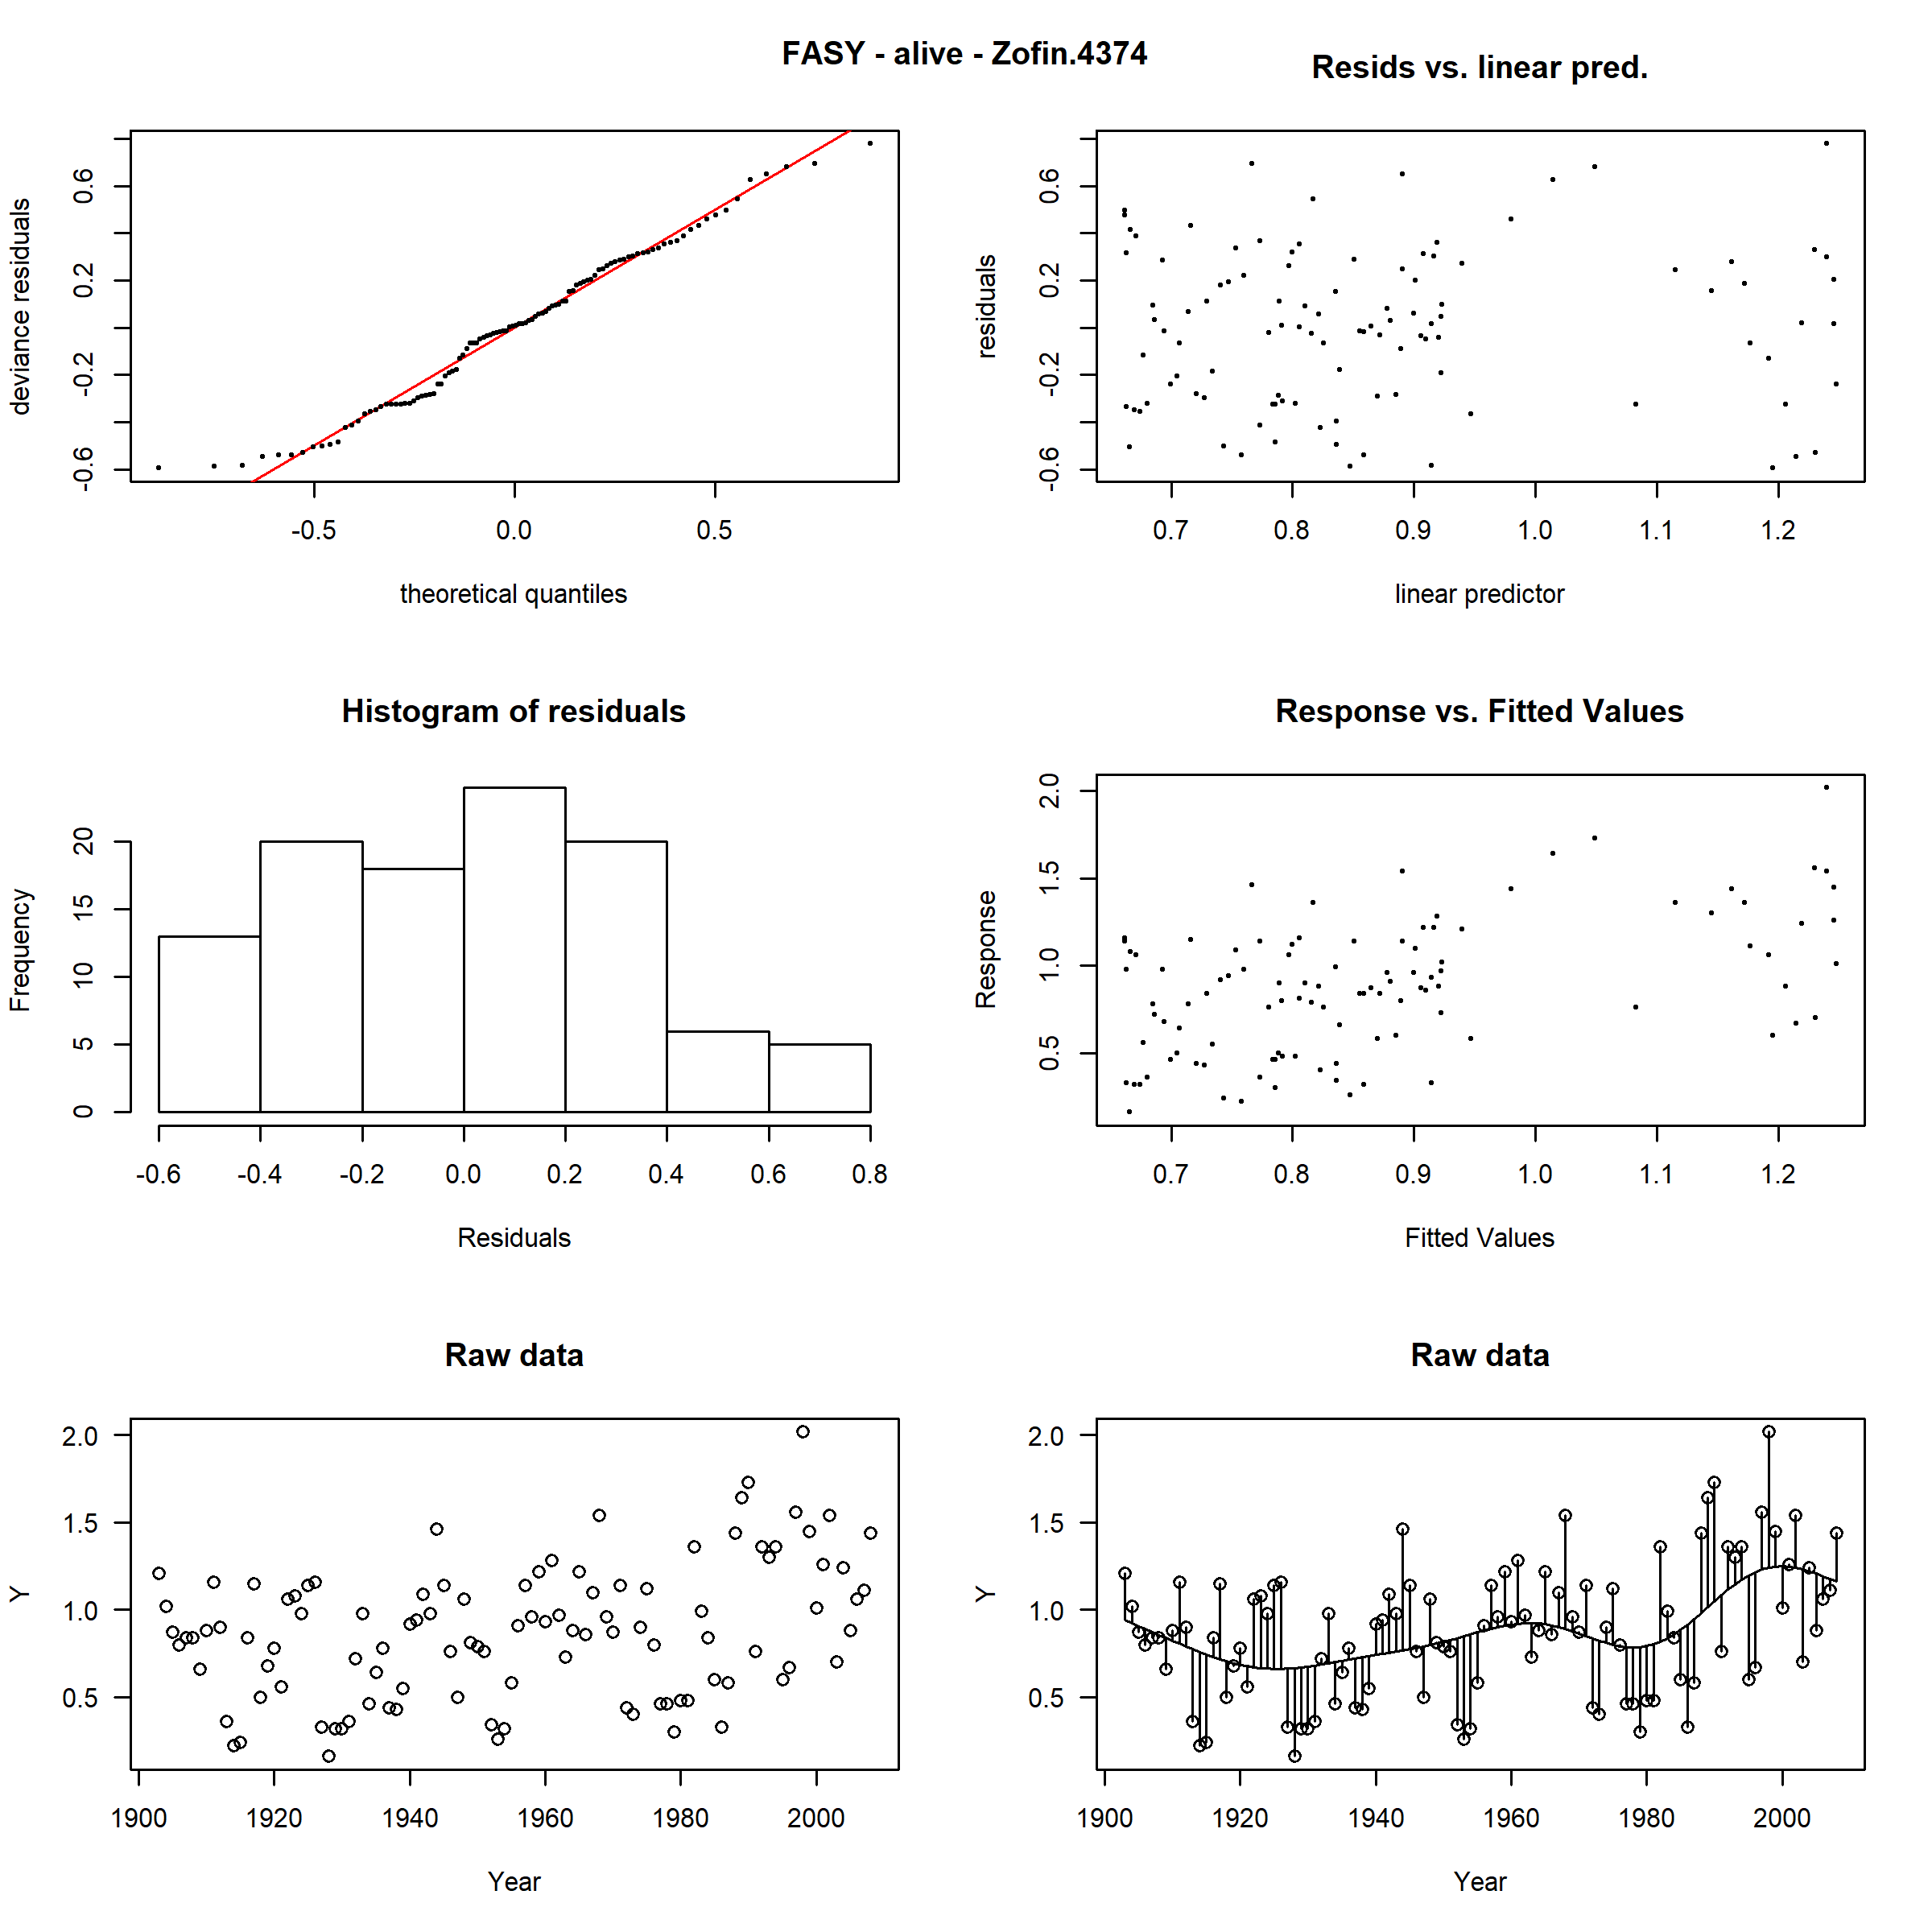 FASY - alive - Zofin.4374
Resids vs. linear pred.
deviance residuals
-0.6 -0.2 0.2 0.6
-0.5 0.0 0.5
theoretical quantiles
residuals
-0.6 -0.2 0.2 0.6
0.7 0.8 0.9 1.0 1.1 1.2
linear predictor
Histogram of residuals
Frequency
0 5 10 15 20
-0.6 -0.4 -0.2 0.0 0.2 0.4 0.6 0.8
Residuals
Response vs. Fitted Values
Response
0.5 1.0 1.5 2.0
0.7 0.8 0.9 1.0 1.1 1.2
Fitted Values
Raw data
Y
2.0
1.5
1.0
0.5
1900 1920 1940 1960 1980 2000
Year
Raw data
Y
2.0
1.5
1.0
0.5
1900 1920 1940 1960 1980 2000
Year